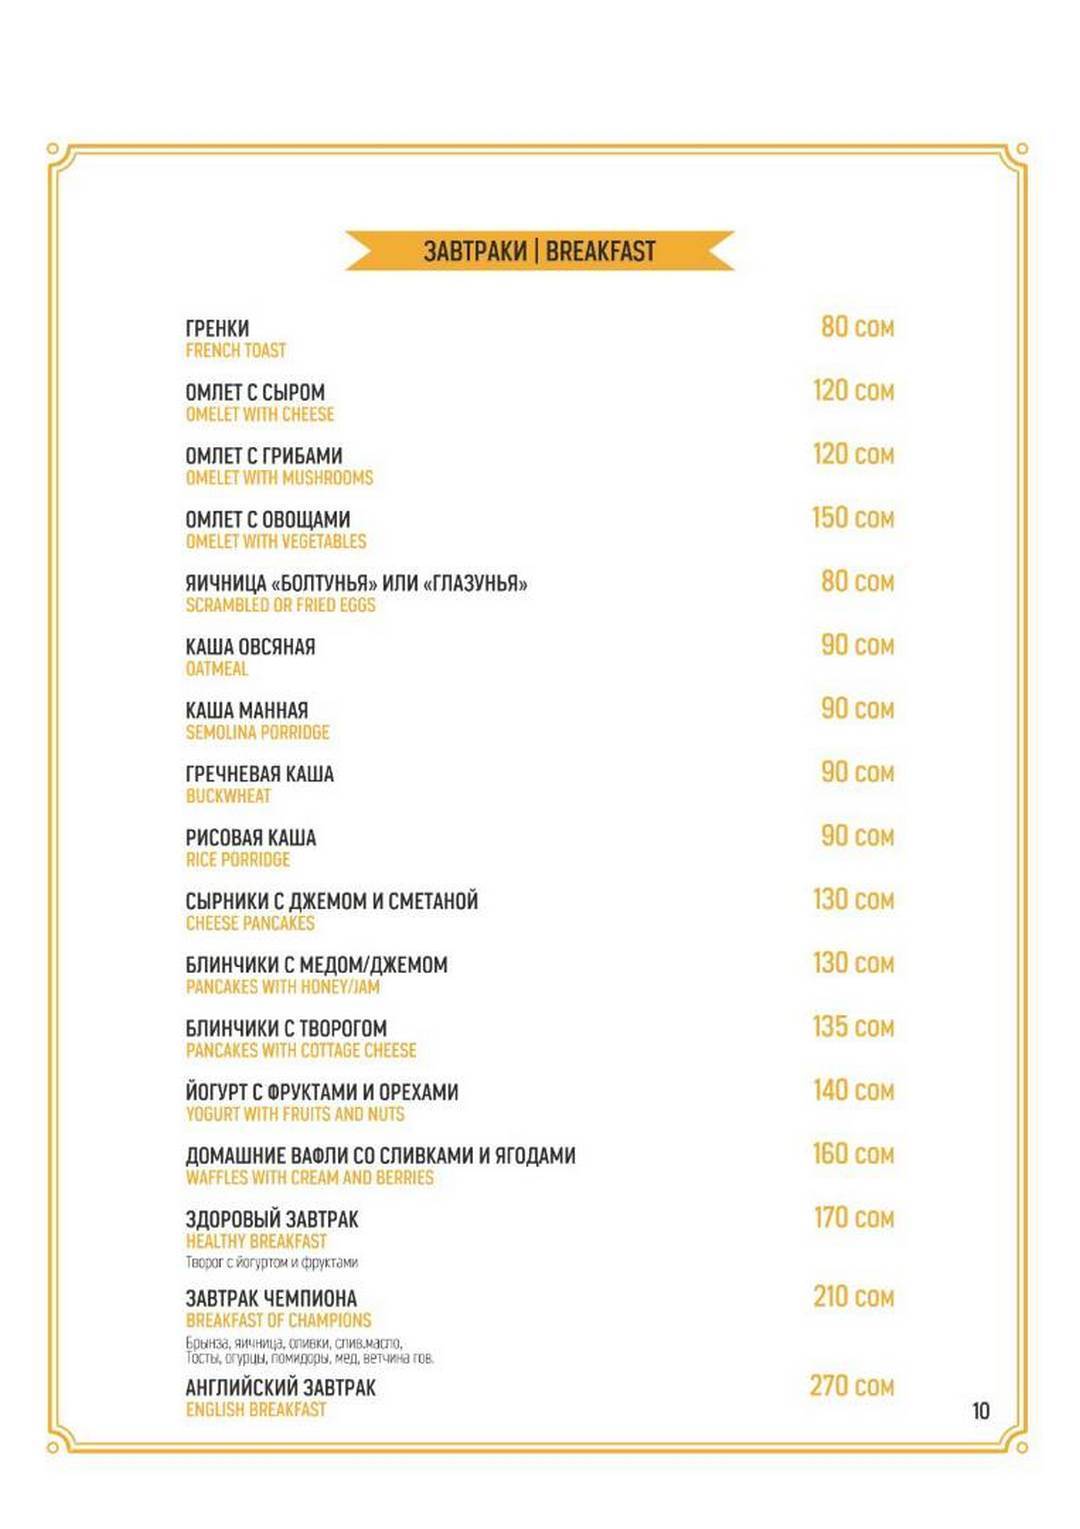 ЗАВТРАКИ | BREAKFAST
ГРЕНКИ 80 СОМ
FRENCH TOAST
ОМЛЕТ С СЫРОМ 120 СОМ
OMELET WITH CHEESE
ОМЛЕТ С ГРИБАМИ 120 СОМ
OMELET WITH MUSHROOMS
ОМЛЕТ С ОВОЩАМИ 150 СОМ
OMELET WITH VEGETABLES
ЯИЧНИЦА «БОЛТУНЬЯ» ИЛИ «ГЛАЗУНЬЯ» 80 СОМ
SCRAMBLED OR FRIED EGGS
КАША ОВСЯНАЯ 90 СОМ
OATMEAL
КАША МАННАЯ 90 СОМ
SEMOLINA PORRIDGE
ГРЕЧНЕВАЯ КАША 90 СОМ
BUCKWHEAT
РИСОВАЯ КАША 90 СОМ
RICE PORRIDGE
СЫРНИКИ С ДЖЕМОМ И СМЕТАНОЙ 130 СОМ
CHEESE PANCAKES
БЛИНЧИКИ С МЕДОМ/ДЖЕМОМ 130 СОМ
PANCAKES WITH HONEY/JAM
БЛИНЧИКИ С ТВОРОГОМ 135 СОМ
PANCAKES WITH COTTAGE CHEESE
ЙОГУРТ С ФРУКТАМИ И ОРЕХАМИ 140 СОМ
YOGURT WITH FRUITS AND NUTS
ДОМАШНИЕ ВАФЛИ СО СЛИВКАМИ И ЯГОДАМИ 160 СОМ
WAFFLES WITH CREAM AND BERRIES
ЗДОРОВЫЙ ЗАВТРАК 170 СОМ
HEALTHY BREAKFAST
Творог с йогуртом и фруктами
ЗАВТРАК ЧЕМПИОНА 210 СОМ
BREAKFAST OF CHAMPIONS
Брынза, яичница, оливки, слив.масло,
Тосты, огурцы, помидоры, мед, ветчина гов.
АНГЛИЙСКИЙ ЗАВТРАК 270 СОМ
ENGLISH BREAKFAST
10